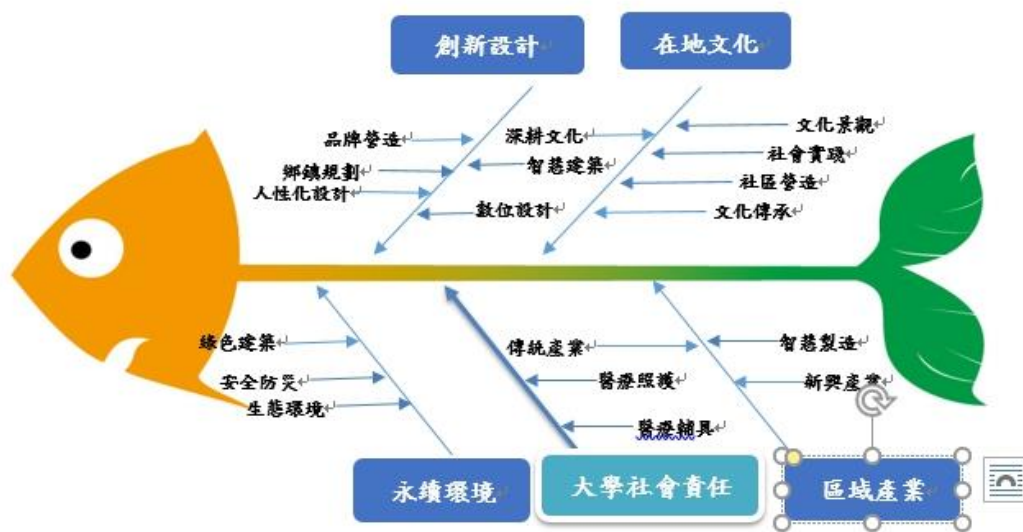 創新設計
在地文化
品牌營造
鄉鎮規劃
人性化設計
智慧建築
數位設計
深耕文化
文化景觀
社會實踐
社區營造
文化傳承
綠色建築
安全防災
生態環境
傳統產業
醫療照護
醫療輔具
智慧製造
新興產業
永續環境
大學社會責任
區域產業